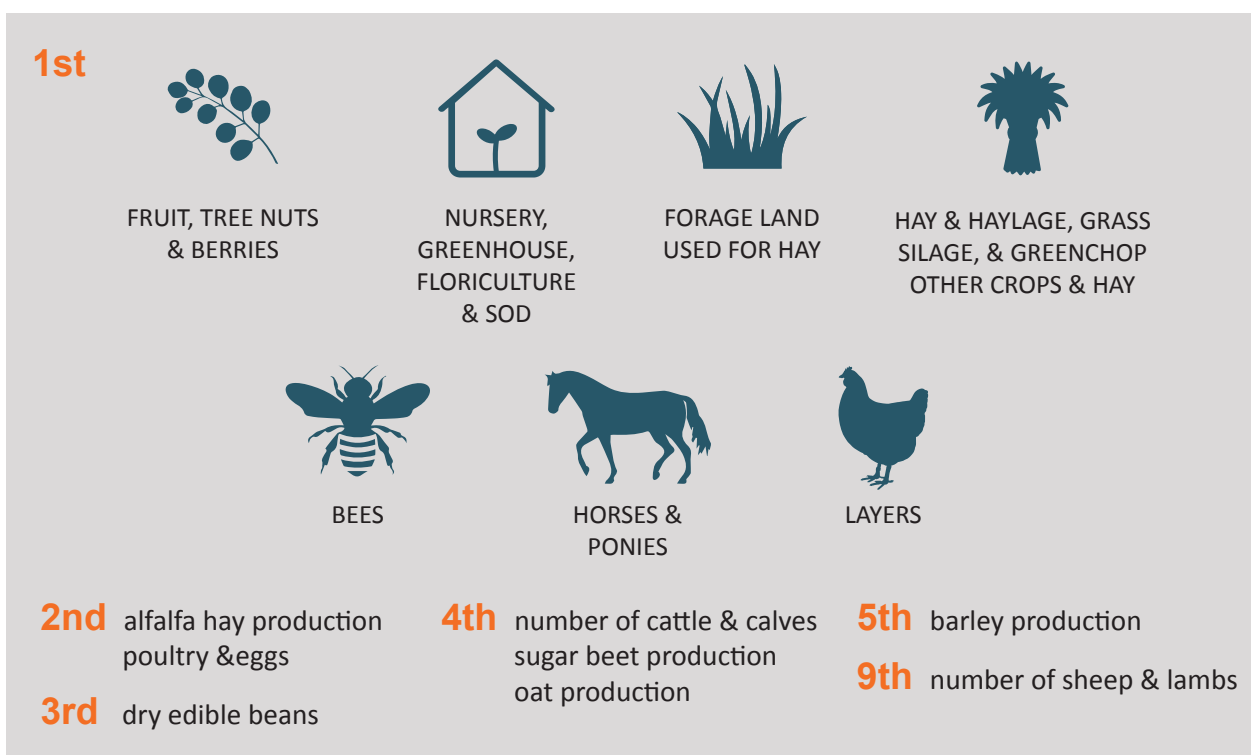 1st
FRUIT, TREE NUTS
& BERRIES
NURSERY,
GREENHOUSE,
FLORICULTURE
& SOD
FORAGE LAND
USED FOR HAY
HAY & HAYLAGE, GRASS
SILAGE, & GREENCHOP
OTHER CROPS & HAY
BEES
HORSES &
PONIES
LAYERS
2nd alfalfa hay production
poultry &eggs
3rd dry edible beans
4th number of cattle & calves
sugar beet production
oat production
5th barley production
9th number of sheep & lambs